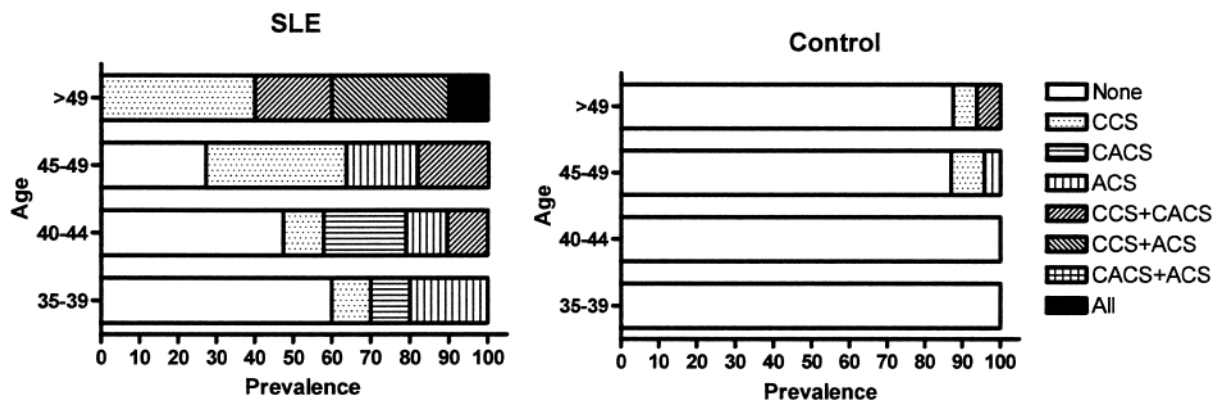 SLE
Age
>49
45-49
40-44
35-39
0 10 20 30 40 50 60 70 80 90 100
Prevalence
Control
Age
>49
45-49
40-44
35-39
0 10 20 30 40 50 60 70 80 90 100
Prevalence
None
CCS
CACS
ACS
CCS+CACS
CCS+ACS
CACS+ACS
All